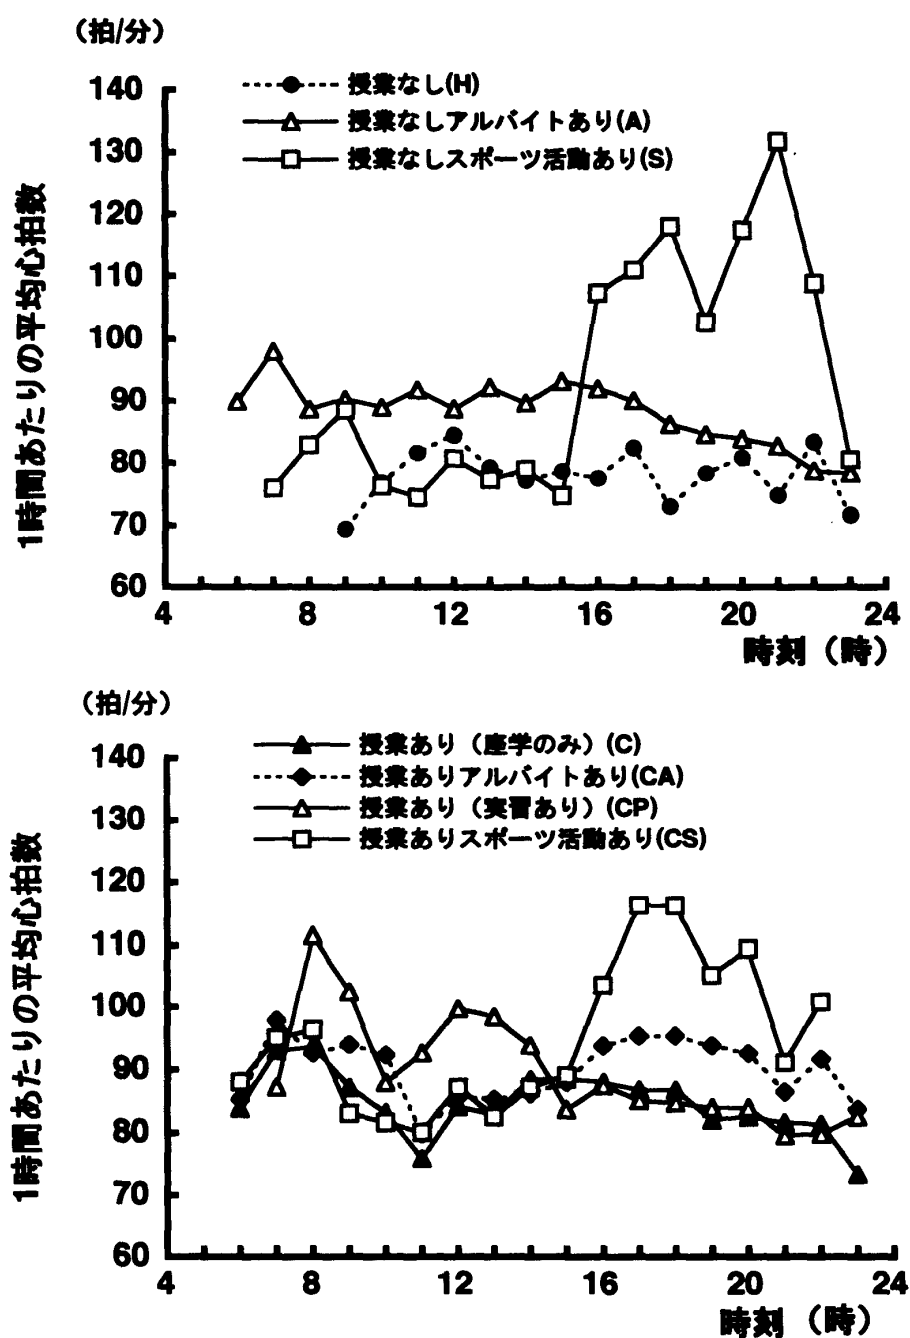 （拍/分）
140
130
120
110
100
90
80
70
60
1時間あたりの平均心拍数
授業なし(H)
授業なしアルバイトあり(A)
授業なしスポーツ活動あり(S)
4 8 12 16 20 24
時刻（時）
（拍/分）
140
130
120
110
100
90
80
70
60
1時間あたりの平均心拍数
授業あり（座学のみ）(C)
授業ありアルバイトあり(CA)
授業あり（実習あり）(CP)
授業ありスポーツ活動あり(CS)
4 8 12 16 20 24
時刻（時）